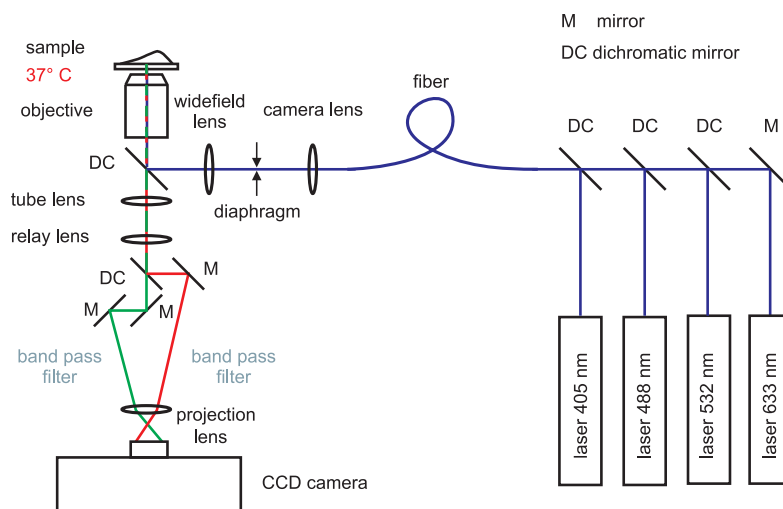 M mirror
DC dichromatic mirror
sample
37° C
objective
widefield
lens
camera lens
fiber
DC
DC
DC
M
DC
diaphragm
tube lens
relay lens
DC
M
M
M
band pass
filter
band pass
filter
projection
lens
CCD camera
laser 405 nm
laser 488 nm
laser 532 nm
laser 633 nm